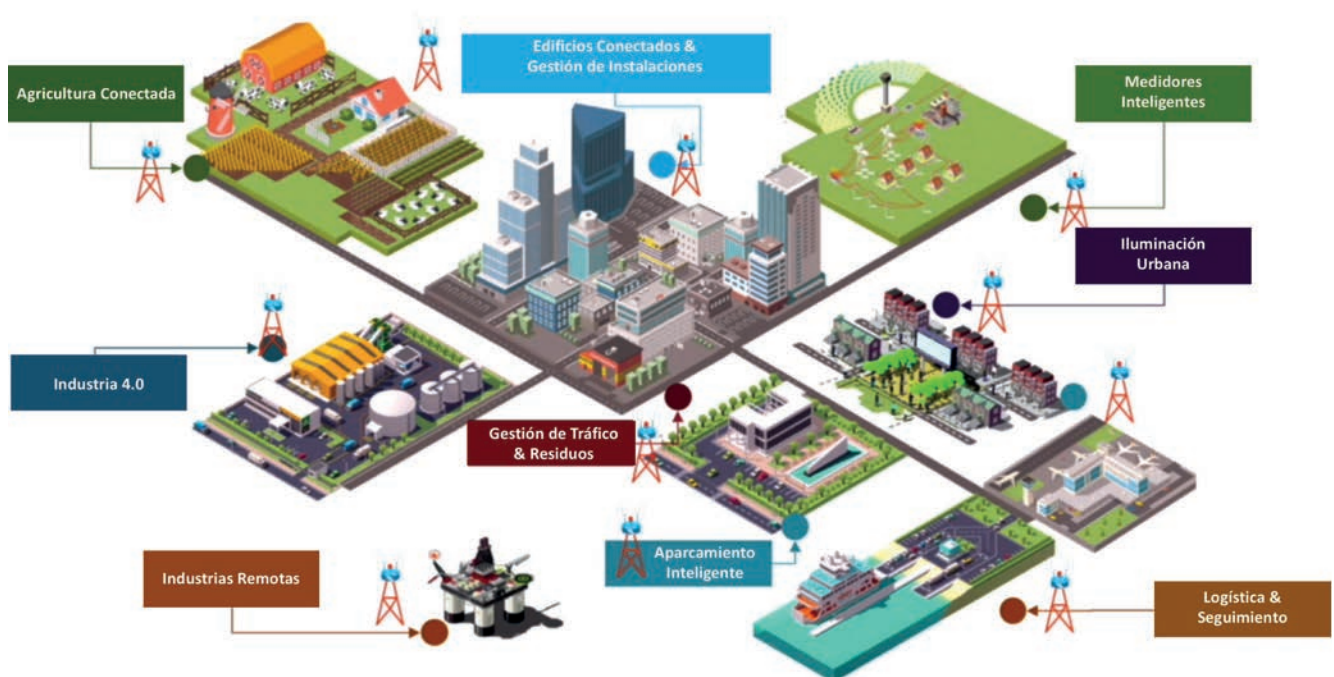 Edificios Conectados &
Gestión de Instalaciones
Agricultura Conectada
Medidores
Inteligentes
Iluminación
Urbana
Industria 4.0
Gestión de Tráfico
& Residuos
Aparcamiento
Inteligente
Industrias Remotas
Logística &
Seguimiento